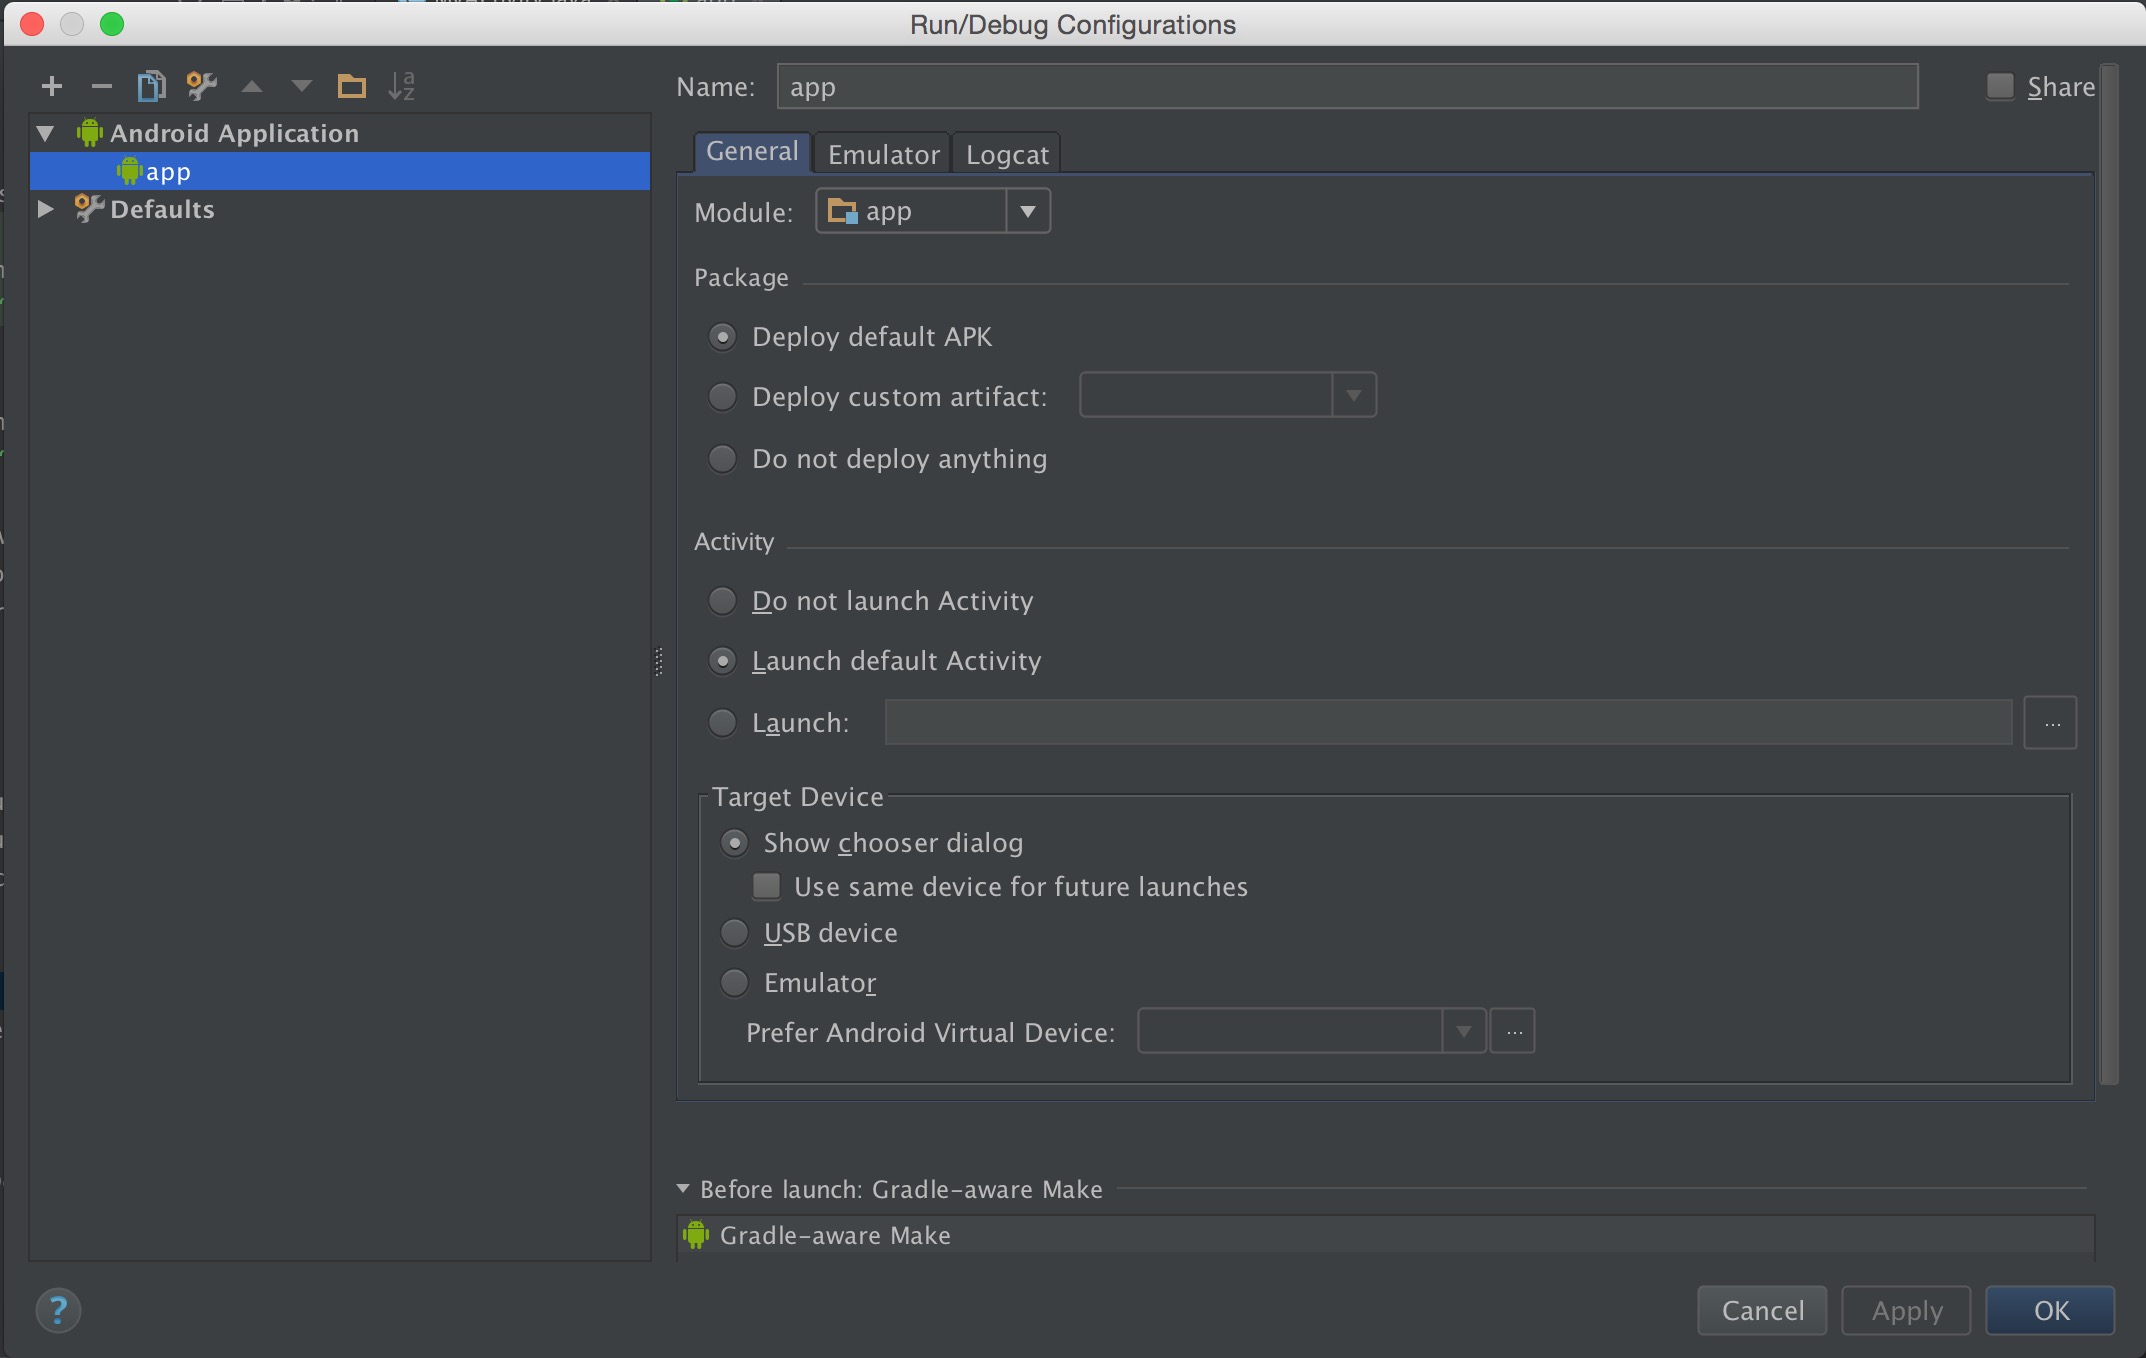 Run/Debug Configurations
Name: app
Share
Android Application
app
Defaults
General Emulator Logcat
Module: app
Package
Deploy default APK
Deploy custom artifact:
Do not deploy anything
Activity
Do not launch Activity
Launch default Activity
Launch: ...
Target Device
Show chooser dialog
Use same device for future launches
USB device
Emulator
Prefer Android Virtual Device: ...
Before launch: Gradle-aware Make
Gradle-aware Make
? Cancel Apply OK